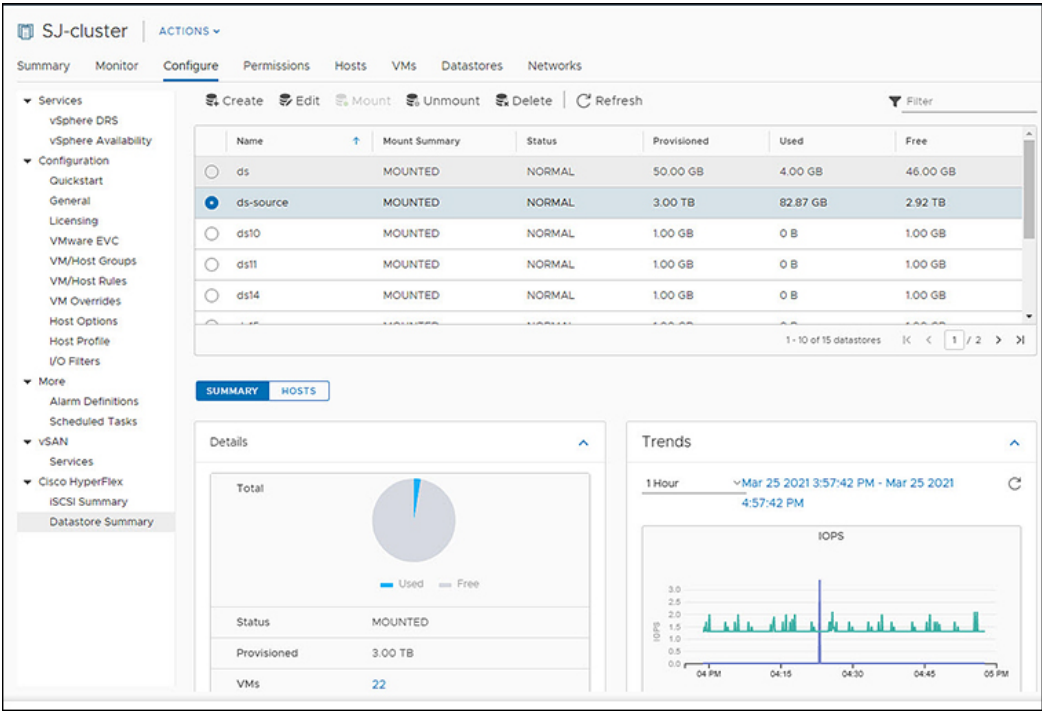 SJ-cluster ACTIONS
Summary Monitor Configure Permissions Hosts VMs Datastores Networks
Services
vSphere DRS
vSphere Availability
Configuration
Quickstart
General
Licensing
VMware EVC
VM/Host Groups
VM/Host Rules
VM Overrides
Host Options
Host Profile
I/O Filters
More
Alarm Definitions
Scheduled Tasks
vSAN
Services
Cisco HyperFlex
iSCSI Summary
Datastore Summary
Create Edit Mount Unmount Delete Refresh Filter
Name Mount Summary Status Provisioned Used Free
ds MOUNTED NORMAL 50.00 GB 4.00 GB 46.00 GB
ds-source MOUNTED NORMAL 3.00 TB 82.87 GB 2.92 TB
ds10 MOUNTED NORMAL 1.00 GB 0 B 1.00 GB
ds11 MOUNTED NORMAL 1.00 GB 0 B 1.00 GB
ds14 MOUNTED NORMAL 1.00 GB 0 B 1.00 GB
1 - 10 of 15 datastores 1 / 2
SUMMARY HOSTS
Details
Total
Used Free
Status MOUNTED
Provisioned 3.00 TB
VMs 22
Trends
1 Hour Mar 25 2021 3:57:42 PM - Mar 25 2021
4:57:42 PM
IOPS
IOPS
3.0
2.5
2.0
1.5
1.0
0.5
0.0
04 PM 04:15 04:30 04:45 05 PM